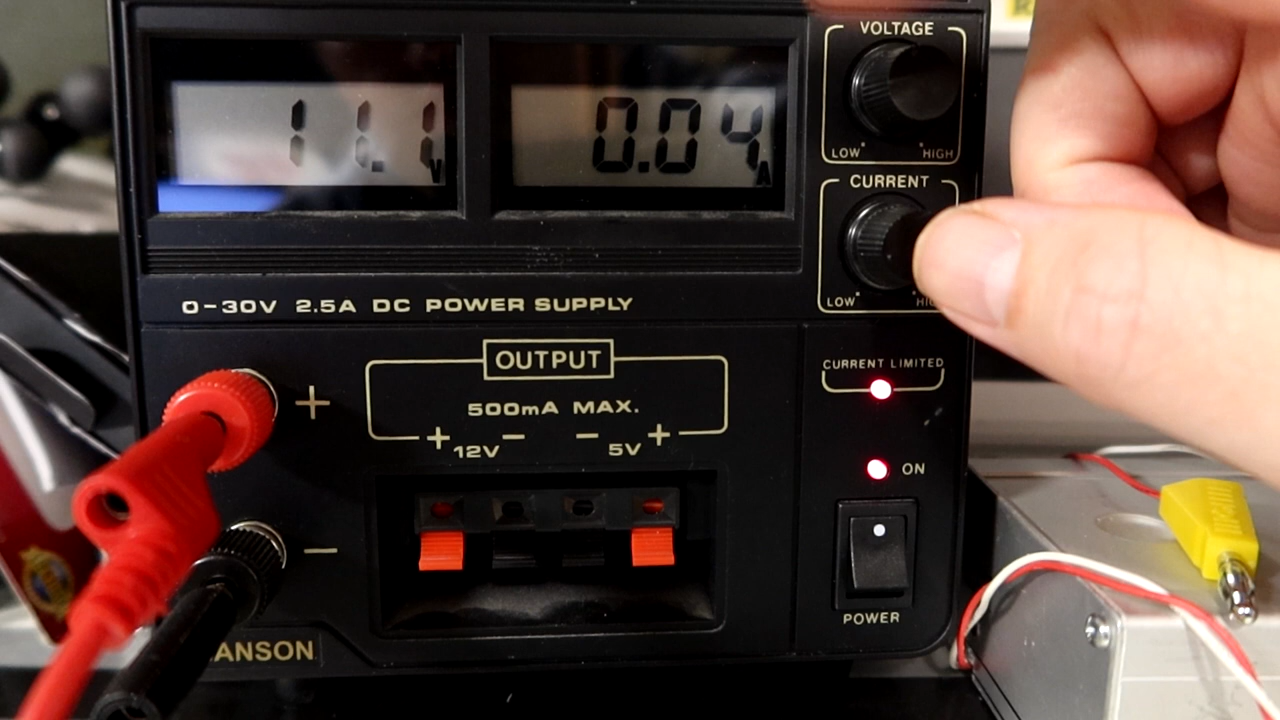 VOLTAGE
LOW HIGH
11.1 V
0.04 A
CURRENT
LOW
0-30V 2.5A DC POWER SUPPLY
OUTPUT
500mA MAX.
+ 12V - - 5V +
+
-
CURRENT LIMITED
ON
POWER